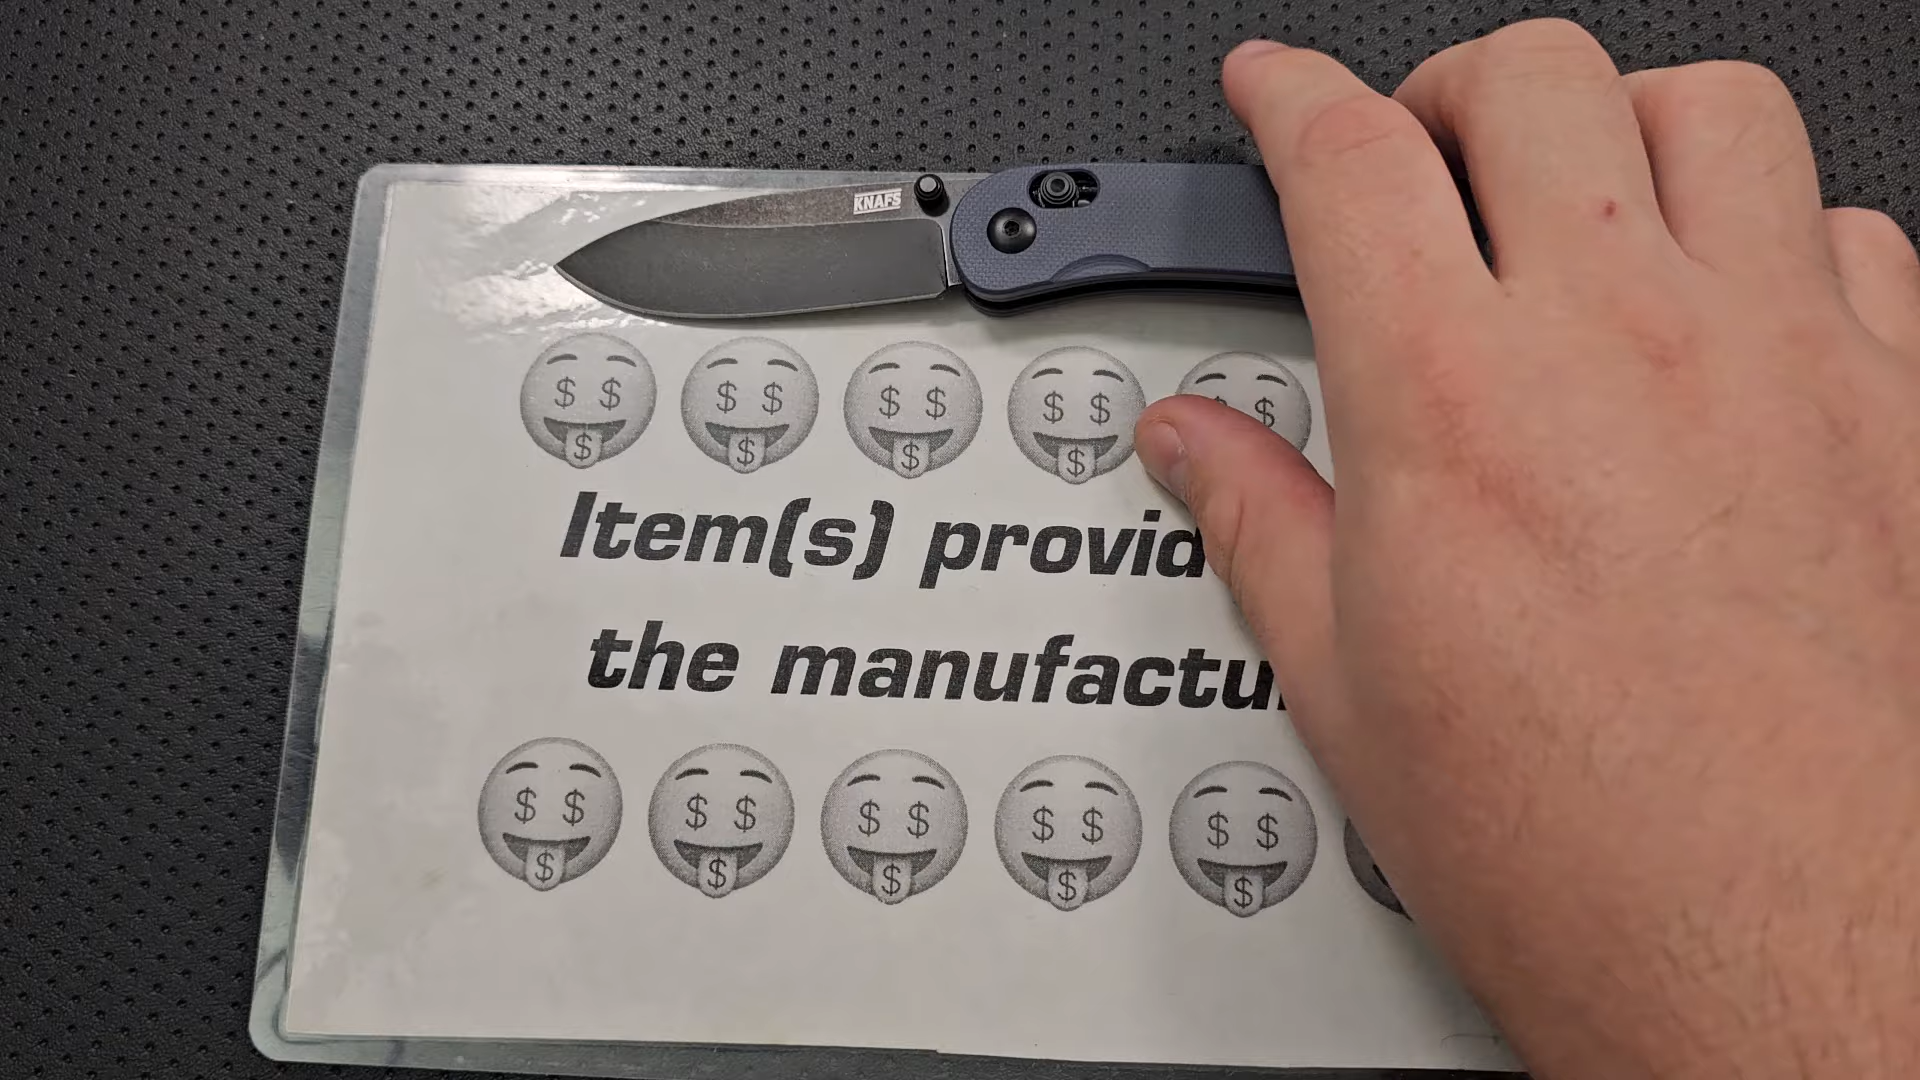 KNAFS
Item(s) provid
the manufactu